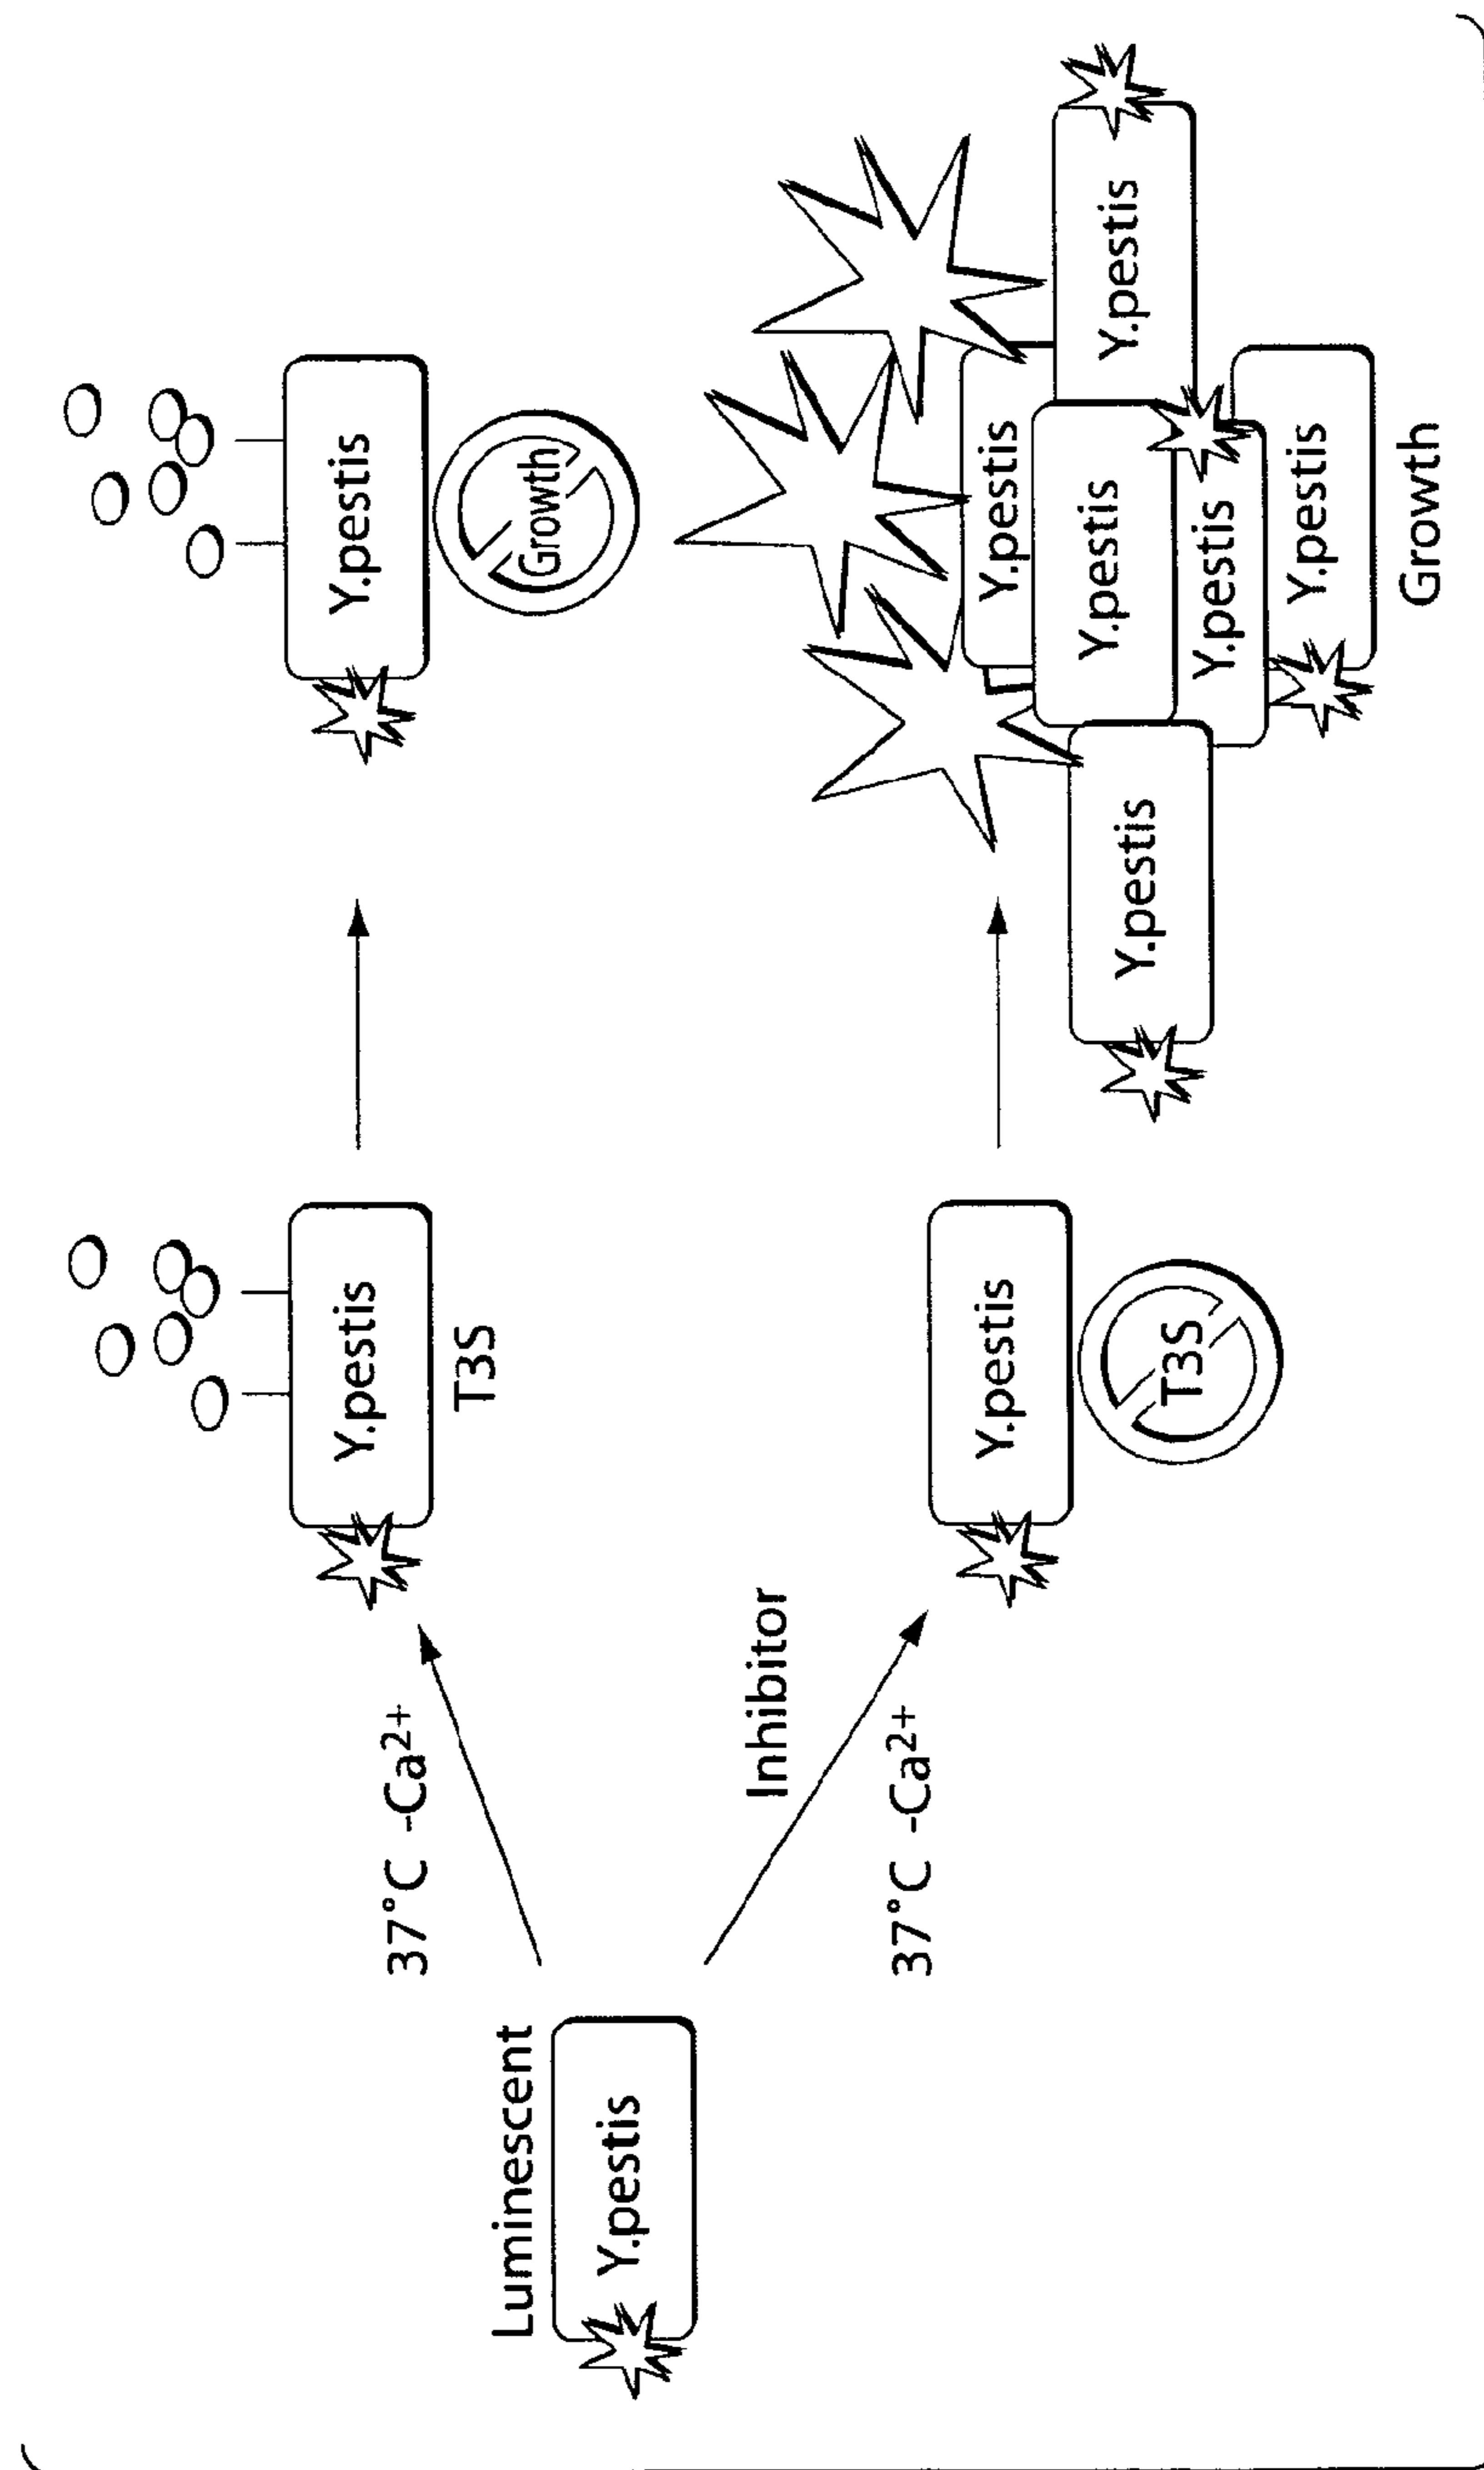 Luminescent
Y.pestis
37°C -Ca²⁺
Y.pestis
T3S
Y.pestis
Growth
Inhibitor
37°C -Ca²⁺
Y.pestis
T3S
Y.pestis
Y.pestis
Y.pestis
Y.pestis
Y.pestis
Y.pestis
Growth